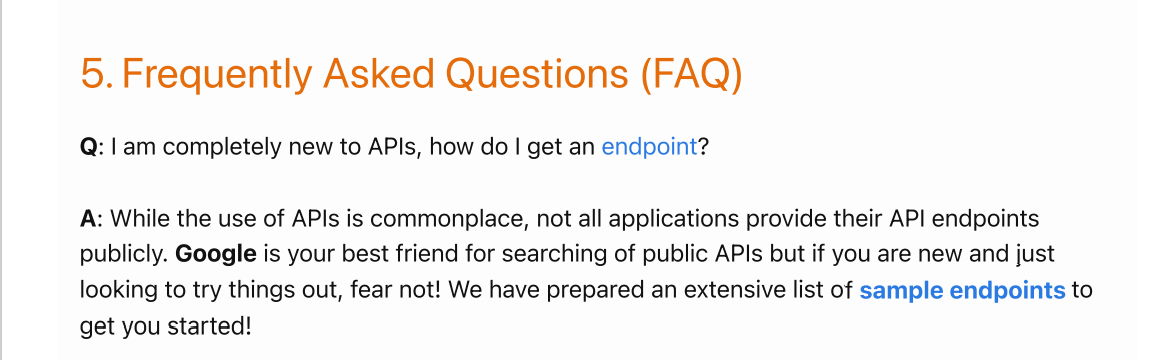 5. Frequently Asked Questions (FAQ)
Q: I am completely new to APIs, how do I get an endpoint?
A: While the use of APIs is commonplace, not all applications provide their API endpoints
publicly. Google is your best friend for searching of public APIs but if you are new and just
looking to try things out, fear not! We have prepared an extensive list of sample endpoints to
get you started!